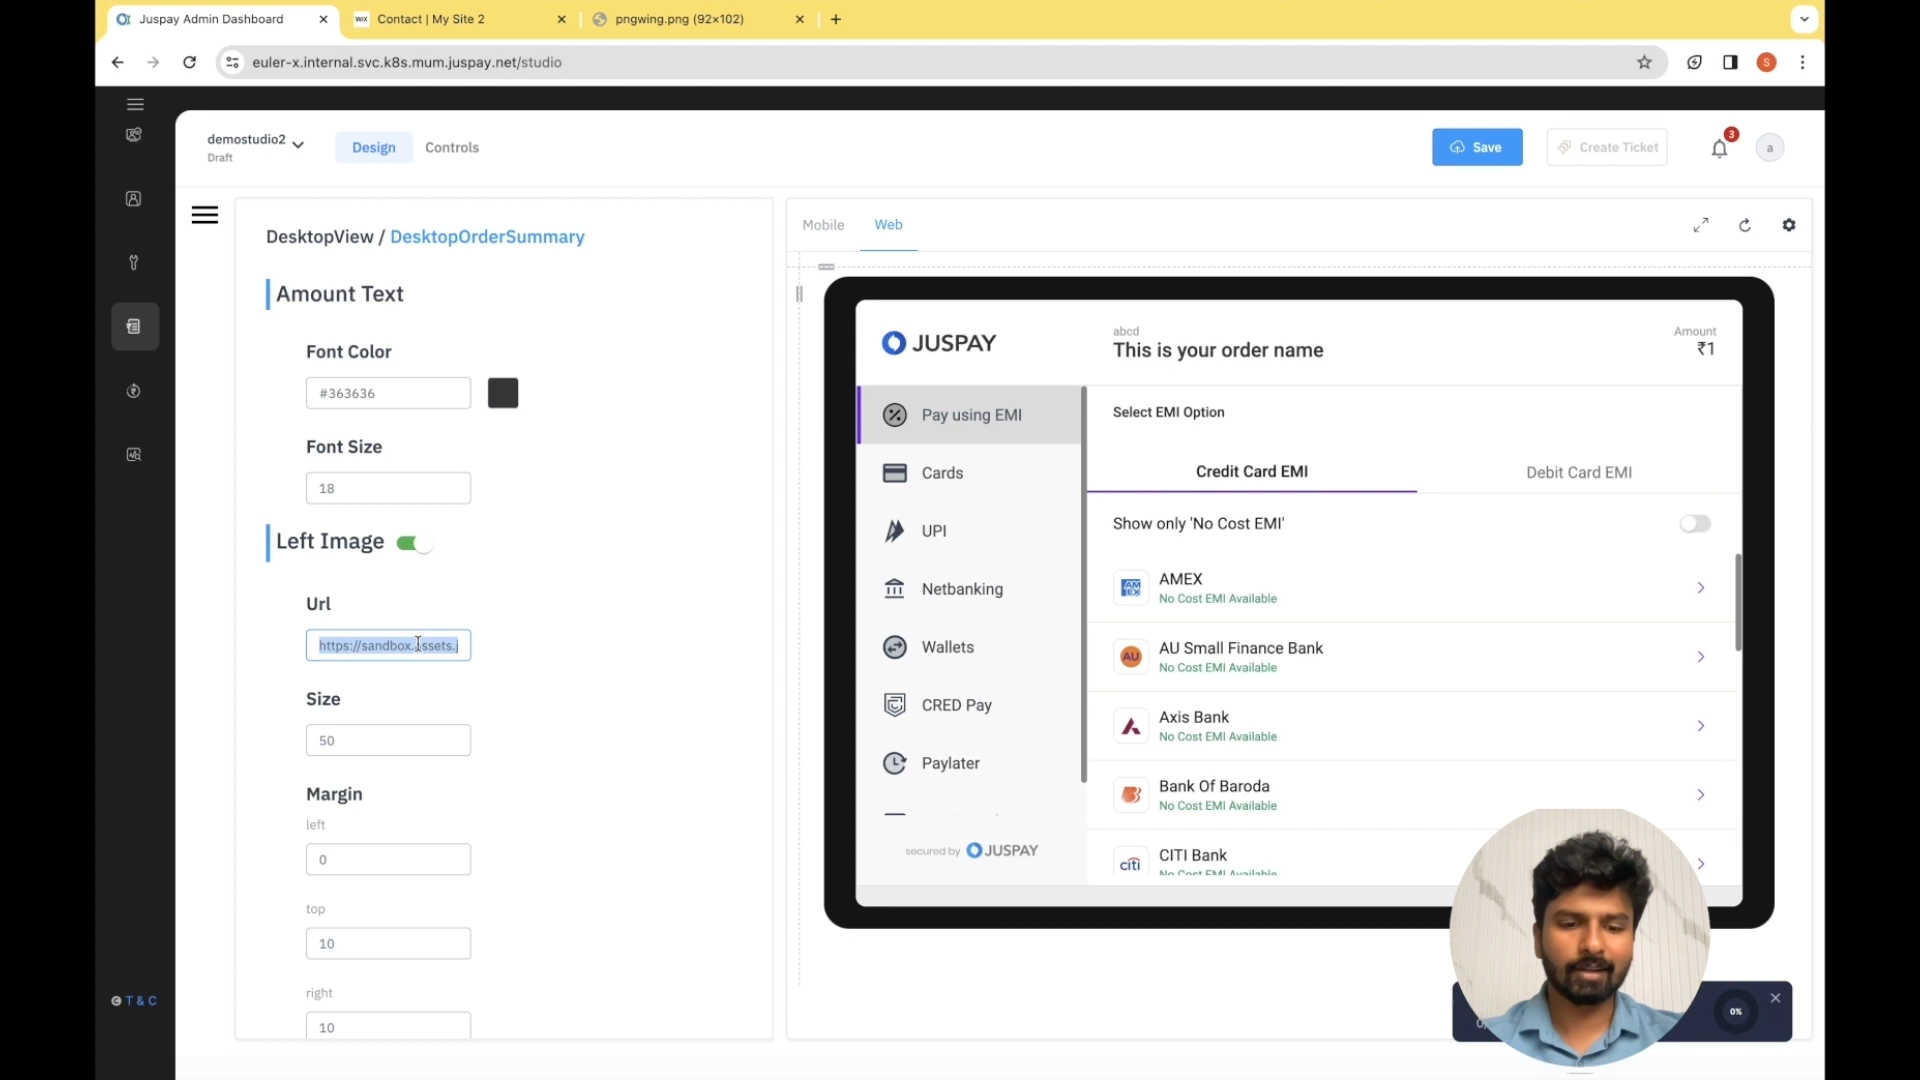 Juspay Admin Dashboard
WIX Contact | My Site 2
pngwing.png (92×102)
euler-x.internal.svc.k8s.mum.juspay.net/studio
S
demostudio2
Draft
Design
Controls
Save
Create Ticket
3
a
DesktopView / DesktopOrderSummary
Amount Text
Font Color
#363636
Font Size
18
Left Image
Url
https://sandbox.assets.j
Size
50
Margin
left
0
top
10
right
10
T & C
Mobile
Web
JUSPAY
abcd
This is your order name
Amount
₹1
Pay using EMI
Cards
UPI
Netbanking
Wallets
CRED Pay
Paylater
secured by JUSPAY
Select EMI Option
Credit Card EMI
Debit Card EMI
Show only 'No Cost EMI'
AMEX
No Cost EMI Available
AU Small Finance Bank
No Cost EMI Available
Axis Bank
No Cost EMI Available
Bank Of Baroda
No Cost EMI Available
citi
CITI Bank
No Cost EMI Available
0%